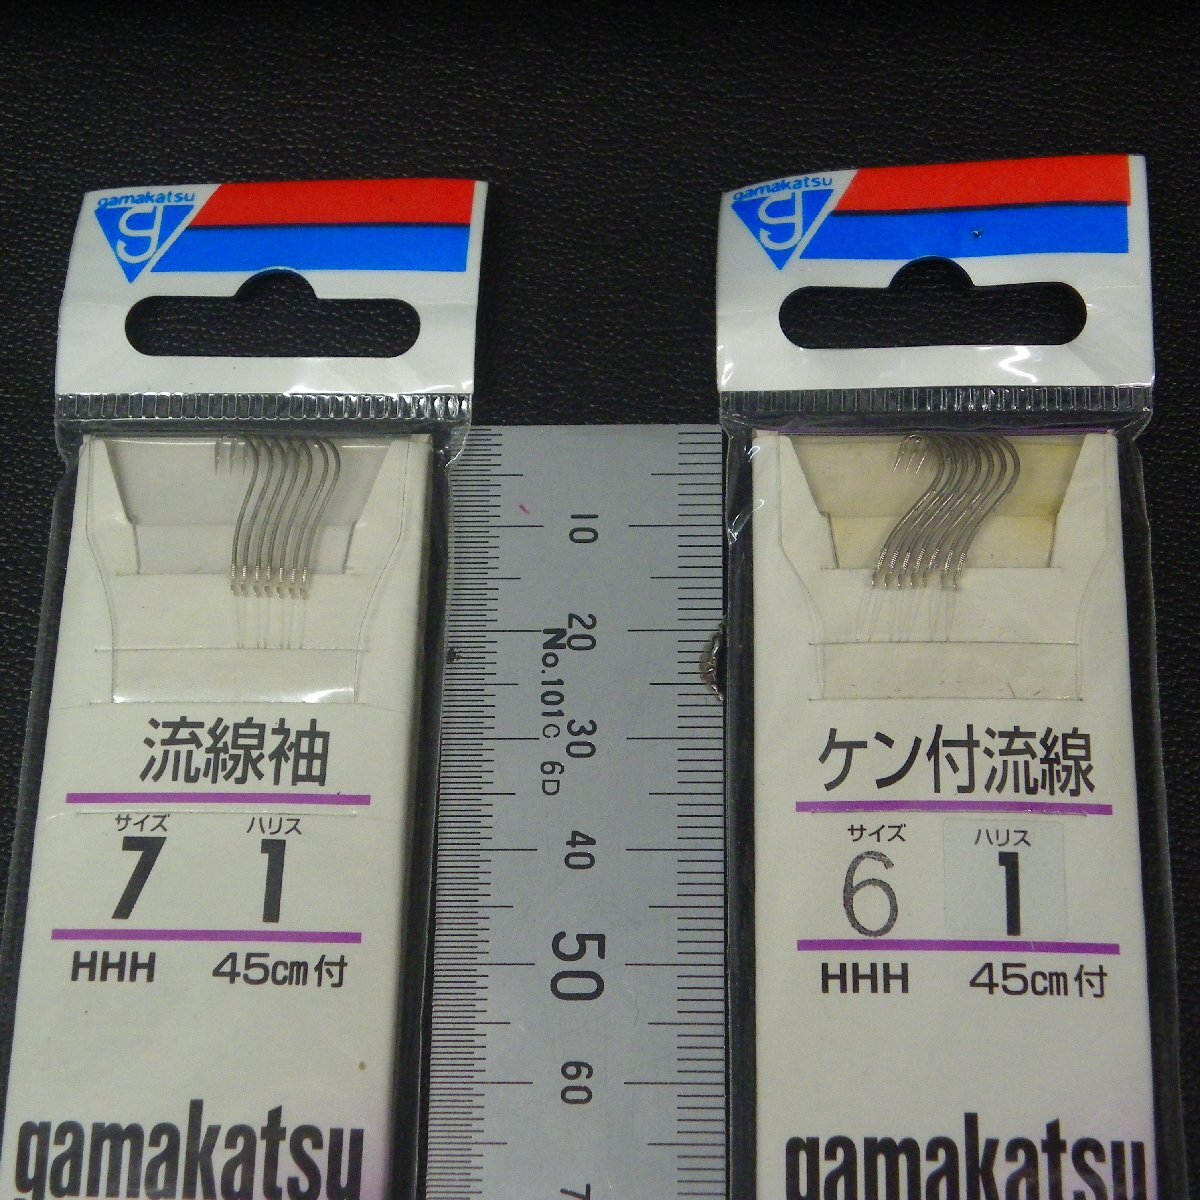 gamakatsu
g
流線袖
サイズ ハリス
7 1
HHH 45cm付
gamakatsu
10
20
30
40
50
60
7
No.101C 6D
gamakatsu
g
ケン付流線
サイズ ハリス
6 1
HHH 45cm付
gamakatsu